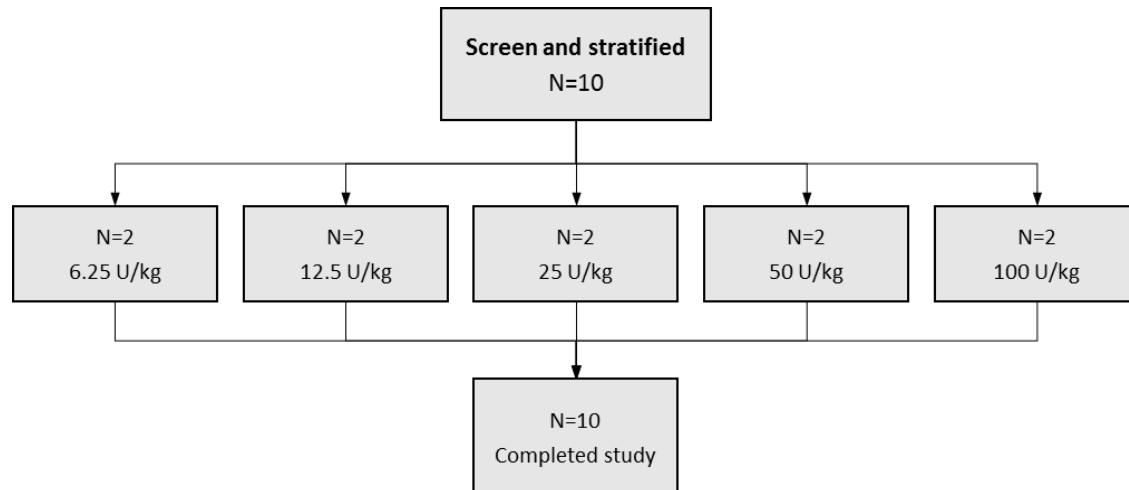 Screen and stratified
N=10
N=2
6.25 U/kg
N=2
12.5 U/kg
N=2
25 U/kg
N=2
50 U/kg
N=2
100 U/kg
N=10
Completed study